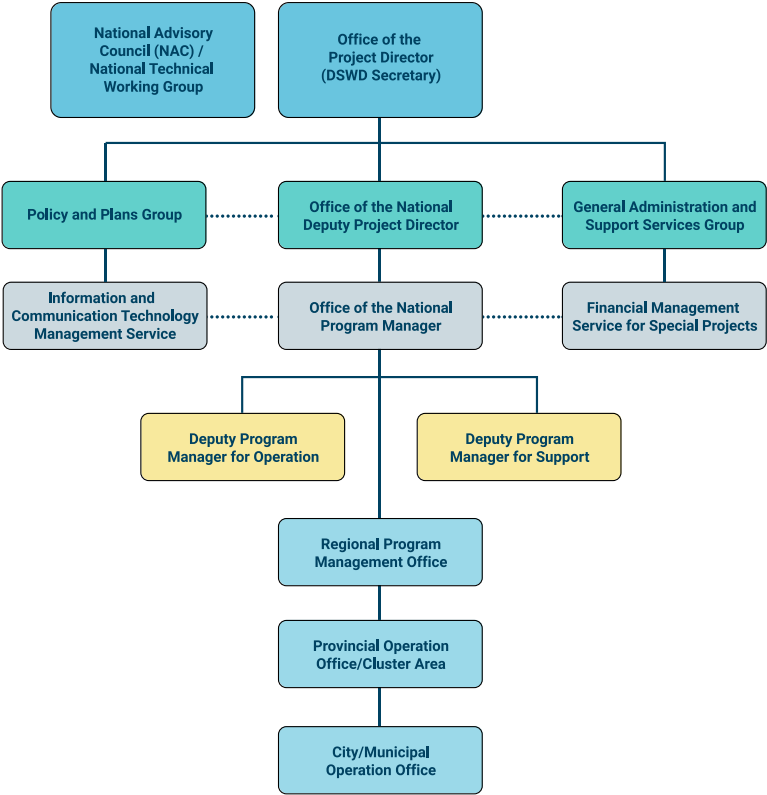 National Advisory
Council (NAC) /
National Technical
Working Group
Office of the
Project Director
(DSWD Secretary)
Policy and Plans Group
Office of the National
Deputy Project Director
General Administration and
Support Services Group
Information and
Communication Technology
Management Service
Office of the National
Program Manager
Financial Management
Service for Special Projects
Deputy Program
Manager for Operation
Deputy Program
Manager for Support
Regional Program
Management Office
Provincial Operation
Office/Cluster Area
City/Municipal
Operation Office